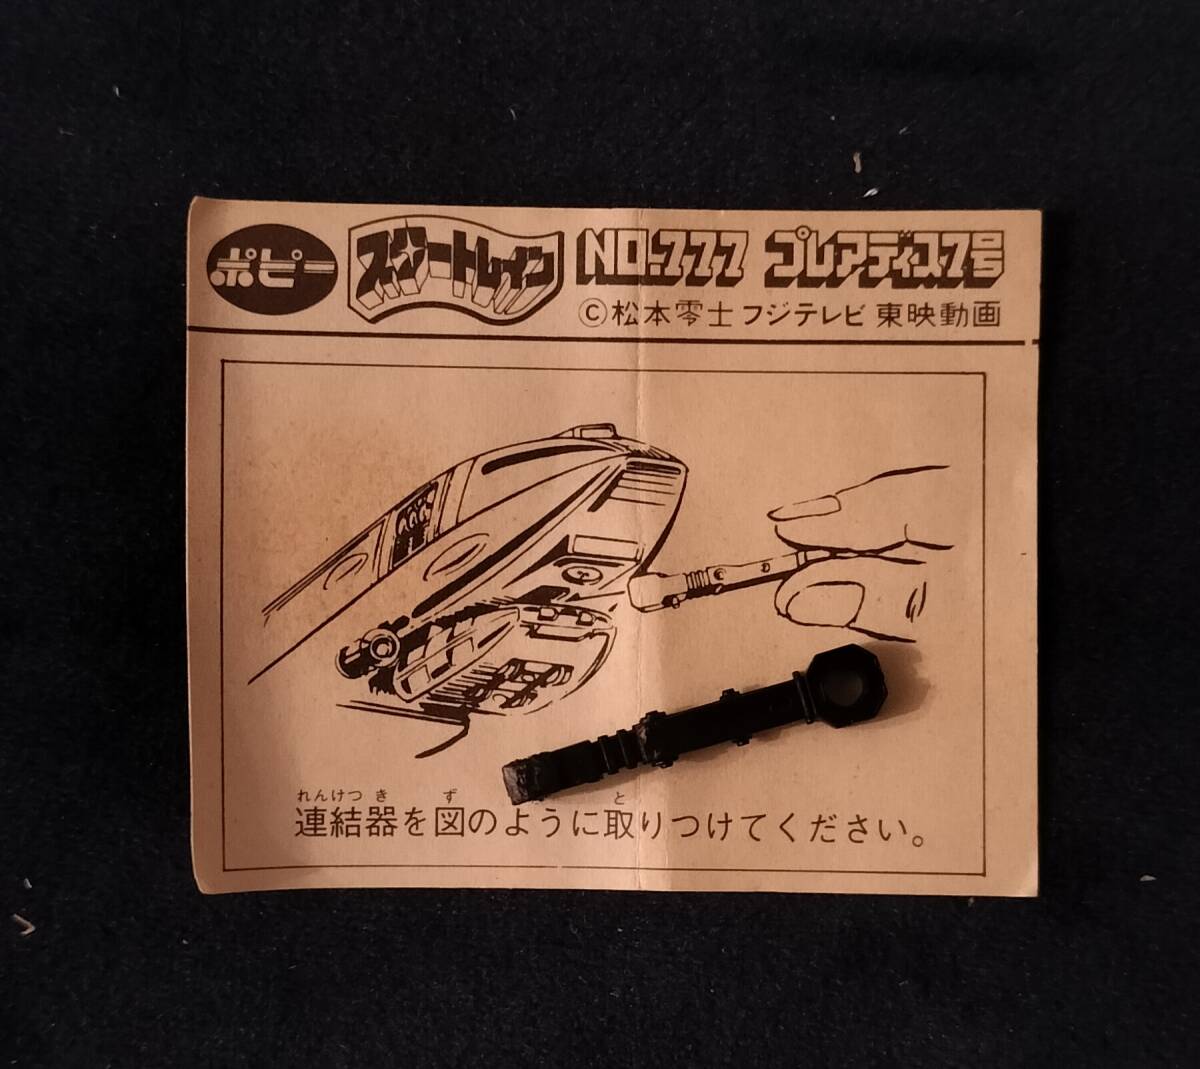 ポピー スタートレイン NO.777 プレアデス7号
©松本零士 フジテレビ 東映動画
れんけつき ず と
連結器を図のように取りつけてください。